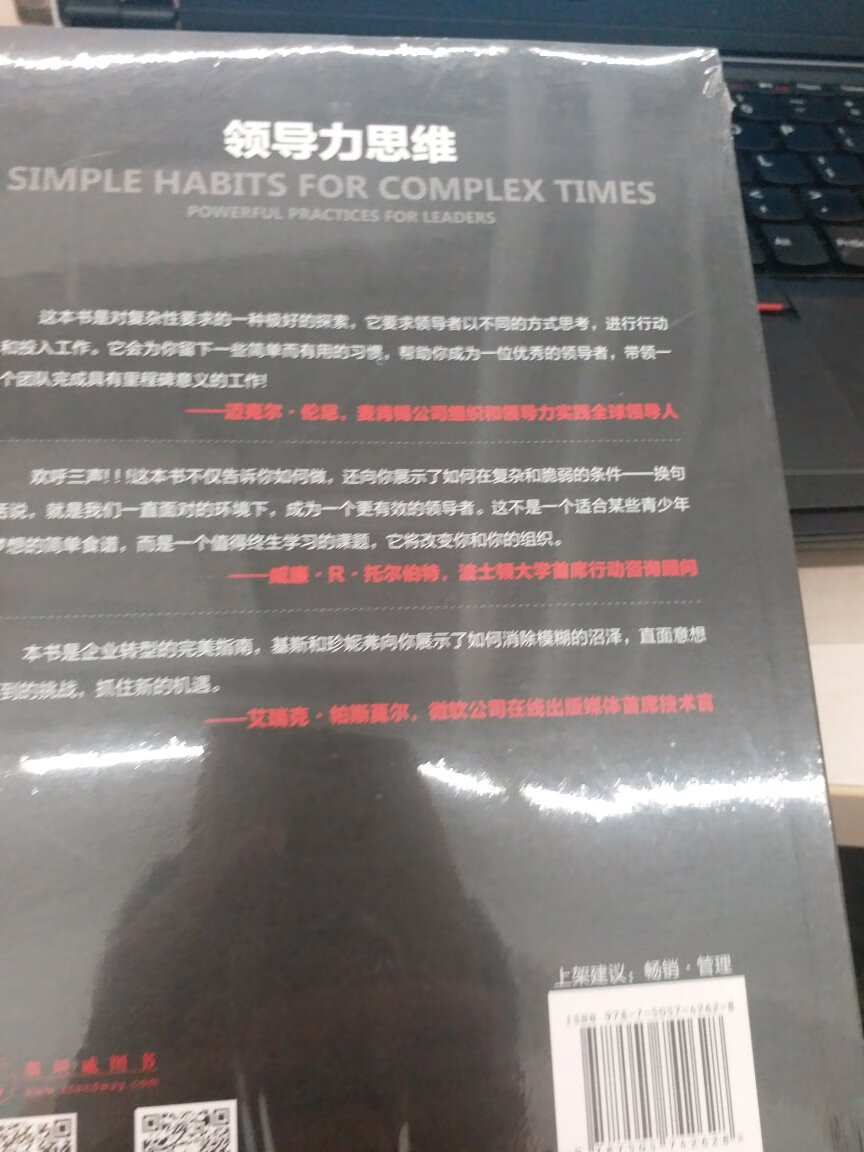 领导力思维
SIMPLE HABITS FOR COMPLEX TIMES
POWERFUL PRACTICES FOR LEADERS
这本书是对复杂性要求的一种极好的探索，它要求领导者以不同的方式思考，进行行动
和投入工作。它会为你留下一些简单而有用的习惯，帮助你成为一位优秀的领导者，带领一
个团队完成具有里程碑意义的工作!
——迈克尔·伦尼，麦肯锡公司组织和领导力实践全球领导人
欢呼三声!！!这本书不仅告诉你如何做，还向你展示了如何在复杂和脆弱的条件——换句
话说，就是我们一直面对的环境下，成为一个更有效的领导者。这不是一个适合某些青少年
梦想的简单食谱，而是一个值得终生学习的课题，它将改变你和你的组织。
——威廉·R·托尔伯特，波士顿大学首席行动咨询顾问
本书是企业转型的完美指南，基斯和珍妮弗向你展示了如何消除模糊的沼泽，直面意想
到的挑战，抓住新的机遇。
——艾瑞克·帕斯莫尔，微软公司在线出版媒体首席技术官
上架建议：畅销·管理
ISBN 978-7-5057-4262-8
9787505742628>
图书